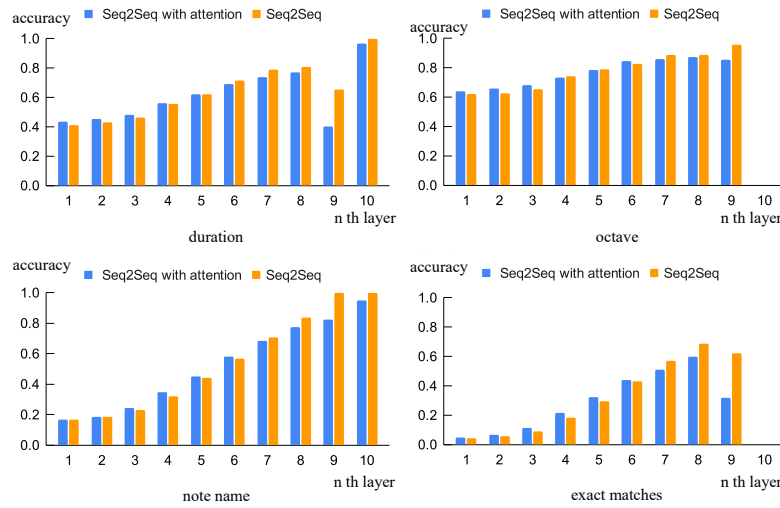 accuracy
Seq2Seq with attention Seq2Seq
1.0
0.8
0.6
0.4
0.2
0.0
1 2 3 4 5 6 7 8 9 10
n th layer
duration
accuracy
Seq2Seq with attention Seq2Seq
1.0
0.8
0.6
0.4
0.2
0.0
1 2 3 4 5 6 7 8 9 10
n th layer
octave
accuracy
Seq2Seq with attention Seq2Seq
1.0
0.8
0.6
0.4
0.2
0.0
1 2 3 4 5 6 7 8 9 10
n th layer
note name
accuracy
Seq2Seq with attention Seq2Seq
1.0
0.8
0.6
0.4
0.2
0.0
1 2 3 4 5 6 7 8 9 10
n th layer
exact matches